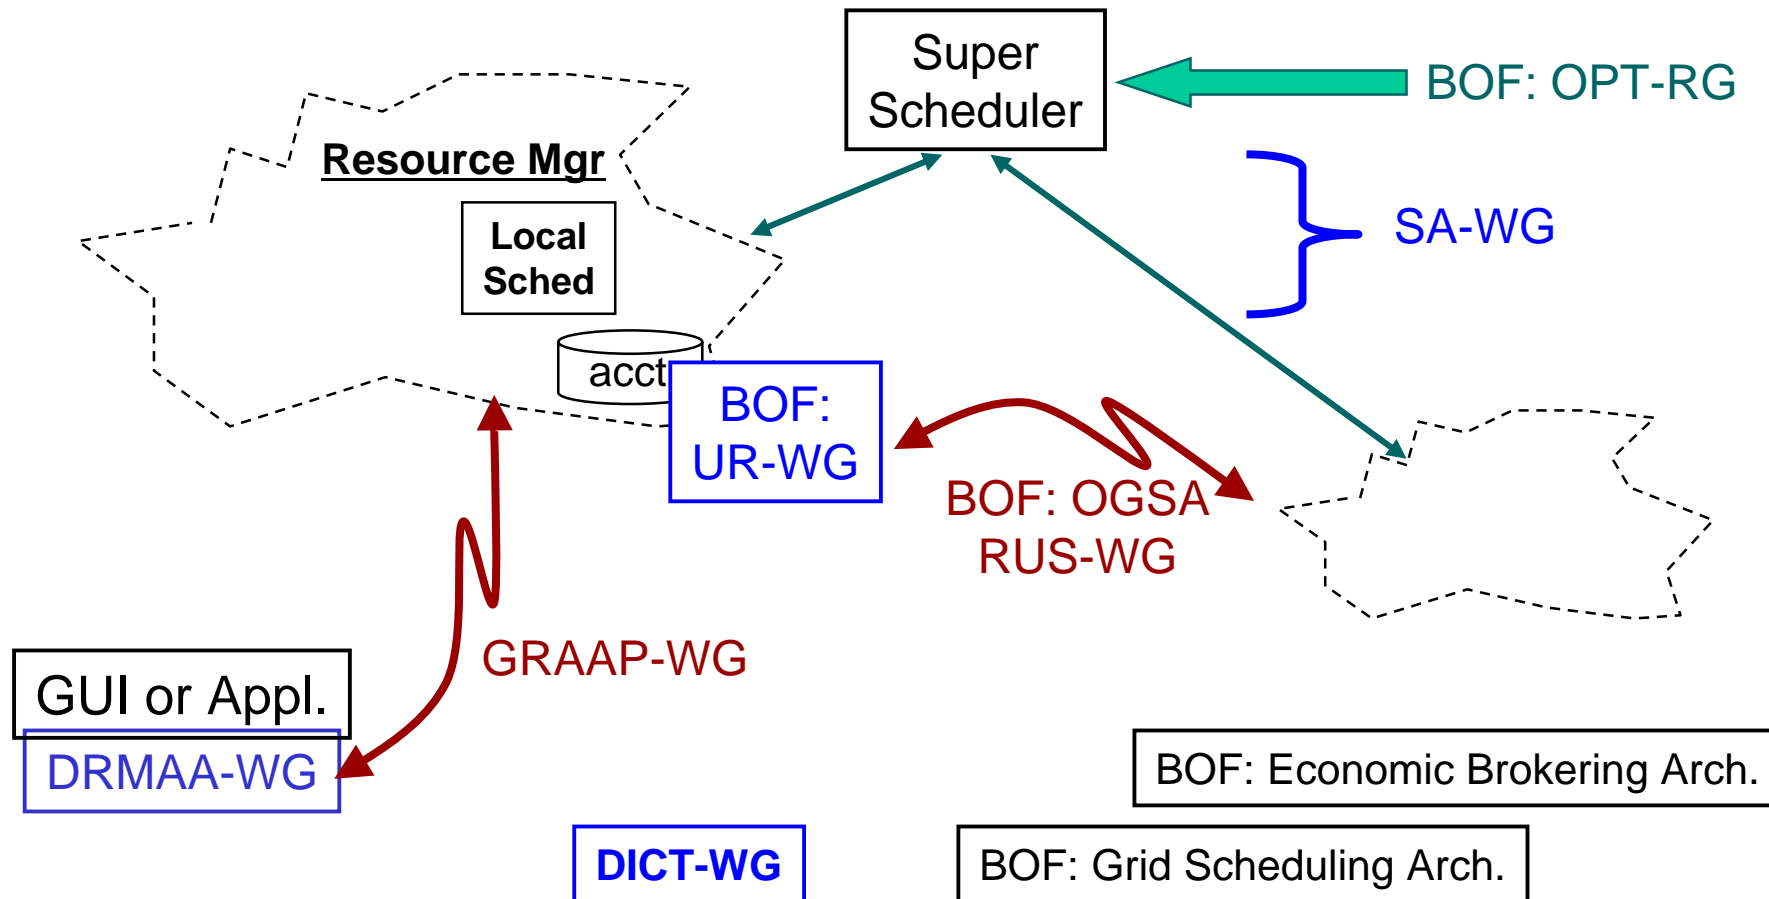 Super
Scheduler
BOF: OPT-RG
Resource Mgr
SA-WG
Local
Sched
acct
BOF:
UR-WG
BOF: OGSA
RUS-WG
GRAAP-WG
GUI or Appl.
DRMAA-WG
BOF: Economic Brokering Arch.
DICT-WG
BOF: Grid Scheduling Arch.